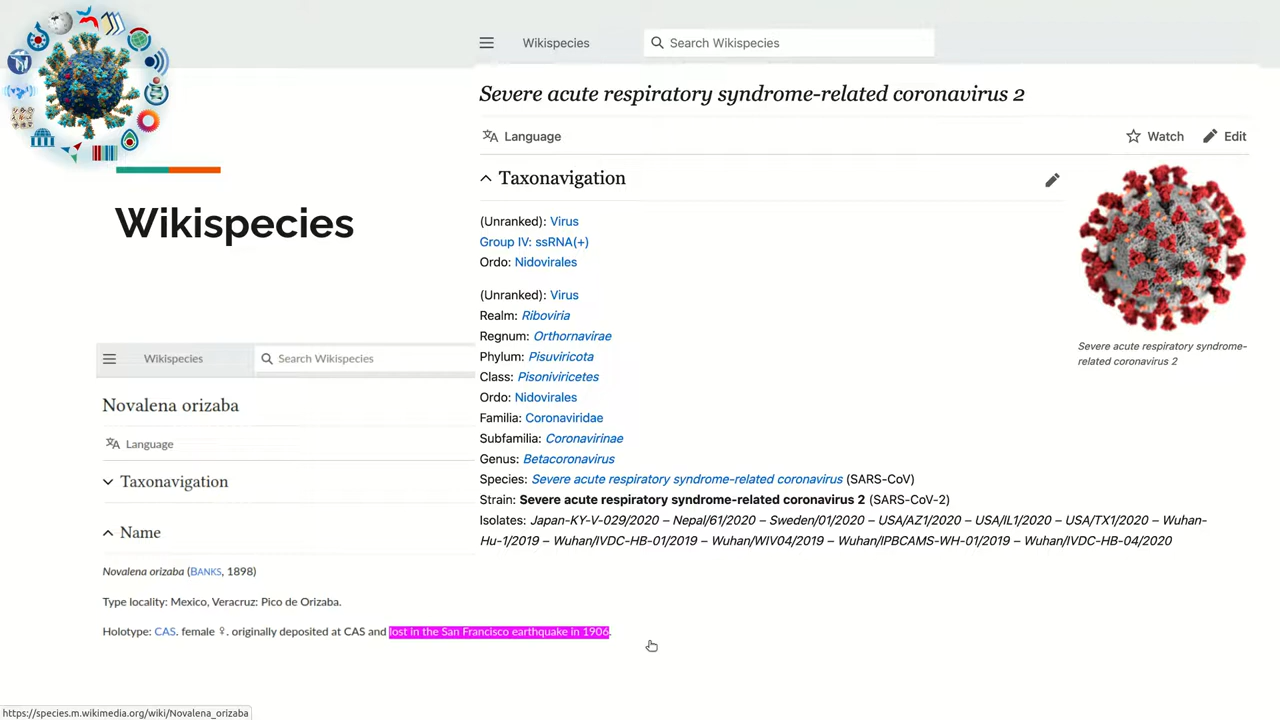 Wikispecies
Search Wikispecies
Severe acute respiratory syndrome-related coronavirus 2
Language
Watch
Edit
Taxonavigation
(Unranked): Virus
Group IV: ssRNA(+)
Ordo: Nidovirales
(Unranked): Virus
Realm: Riboviria
Regnum: Orthornavirae
Phylum: Pisuviricota
Class: Pisoniviricetes
Ordo: Nidovirales
Familia: Coronaviridae
Subfamilia: Coronavirinae
Genus: Betacoronavirus
Species: Severe acute respiratory syndrome-related coronavirus (SARS-CoV)
Strain: Severe acute respiratory syndrome-related coronavirus 2 (SARS-CoV-2)
Isolates: Japan-KY-V-029/2020 – Nepal/61/2020 – Sweden/01/2020 – USA/AZ1/2020 – USA/IL1/2020 – USA/TX1/2020 – Wuhan-
Hu-1/2019 – Wuhan/IVDC-HB-01/2019 – Wuhan/WIV04/2019 – Wuhan/IPBCAMS-WH-01/2019 – Wuhan/IVDC-HB-04/2020
Severe acute respiratory syndrome-
related coronavirus 2
Wikispecies
Wikispecies
Search Wikispecies
Novalena orizaba
Language
Taxonavigation
Name
Novalena orizaba (BANKS, 1898)
Type locality: Mexico, Veracruz: Pico de Orizaba.
Holotype: CAS. female ♀. originally deposited at CAS and lost in the San Francisco earthquake in 1906.
https://species.m.wikimedia.org/wiki/Novalena_orizaba